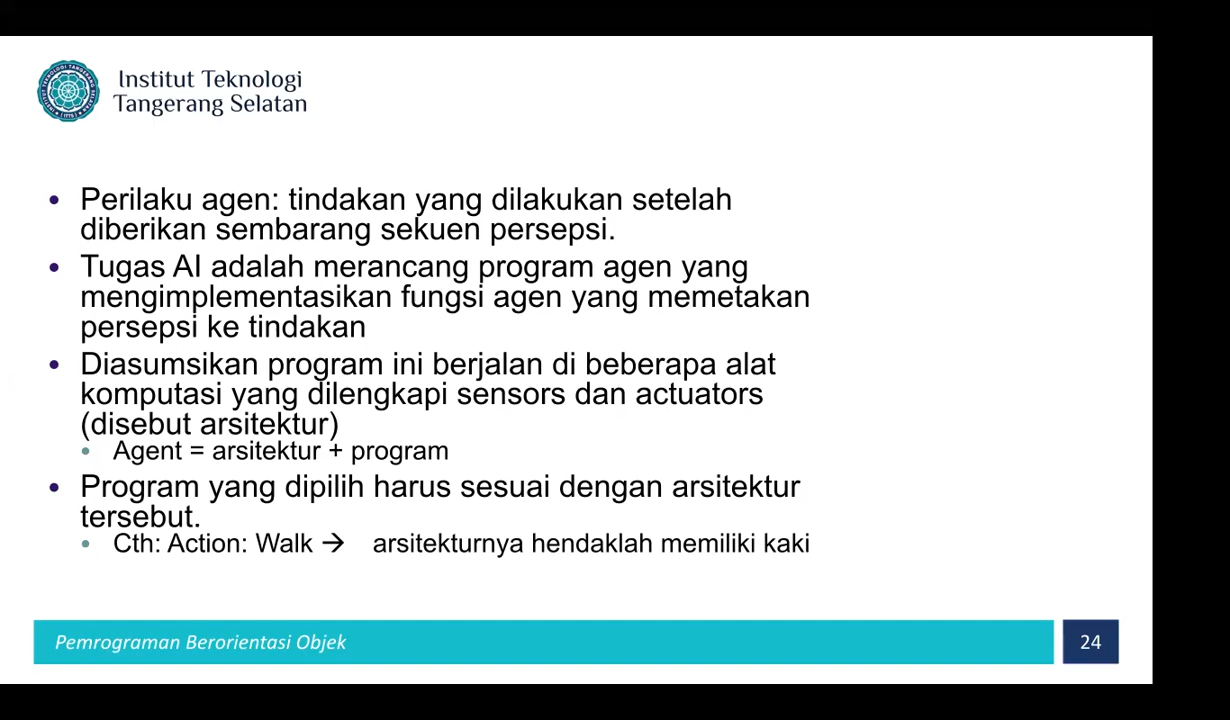 Institut Teknologi
Tangerang Selatan
• Perilaku agen: tindakan yang dilakukan setelah
diberikan sembarang sekuen persepsi.
• Tugas AI adalah merancang program agen yang
mengimplementasikan fungsi agen yang memetakan
persepsi ke tindakan
• Diasumsikan program ini berjalan di beberapa alat
komputasi yang dilengkapi sensors dan actuators
(disebut arsitektur)
• Agent = arsitektur + program
• Program yang dipilih harus sesuai dengan arsitektur
tersebut.
• Cth: Action: Walk → arsitekturnya hendaklah memiliki kaki
Pemrograman Berorientasi Objek
24